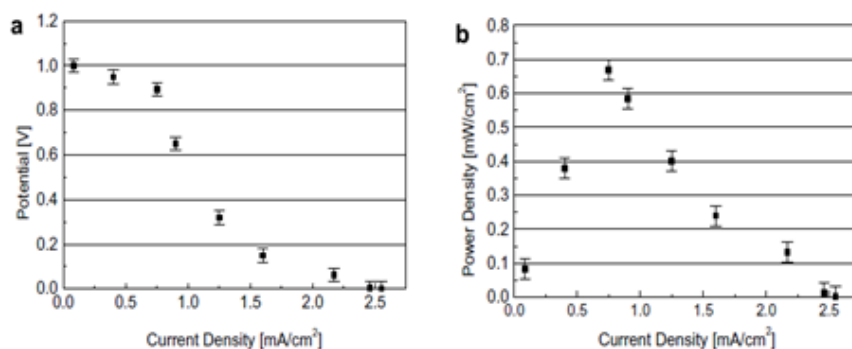 a
1.2
1.0
0.8
0.6
0.4
0.2
0.0
Potential [V]
0.0 0.5 1.0 1.5 2.0 2.5
Current Density [mA/cm²]
b
0.8
0.7
0.6
0.5
0.4
0.3
0.2
0.1
0.0
Power Density [mW/cm²]
0.0 0.5 1.0 1.5 2.0 2.5
Current Density [mA/cm²]